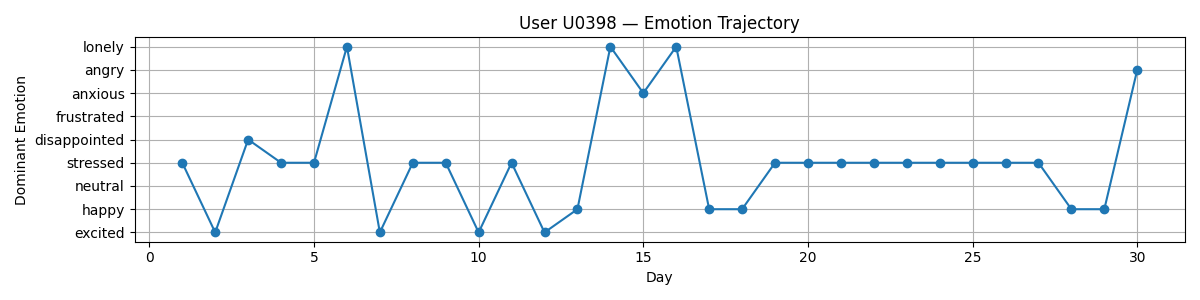 User U0398 — Emotion Trajectory
Dominant Emotion
lonely
angry
anxious
frustrated
disappointed
stressed
neutral
happy
excited
0 5 10 15 20 25 30
Day